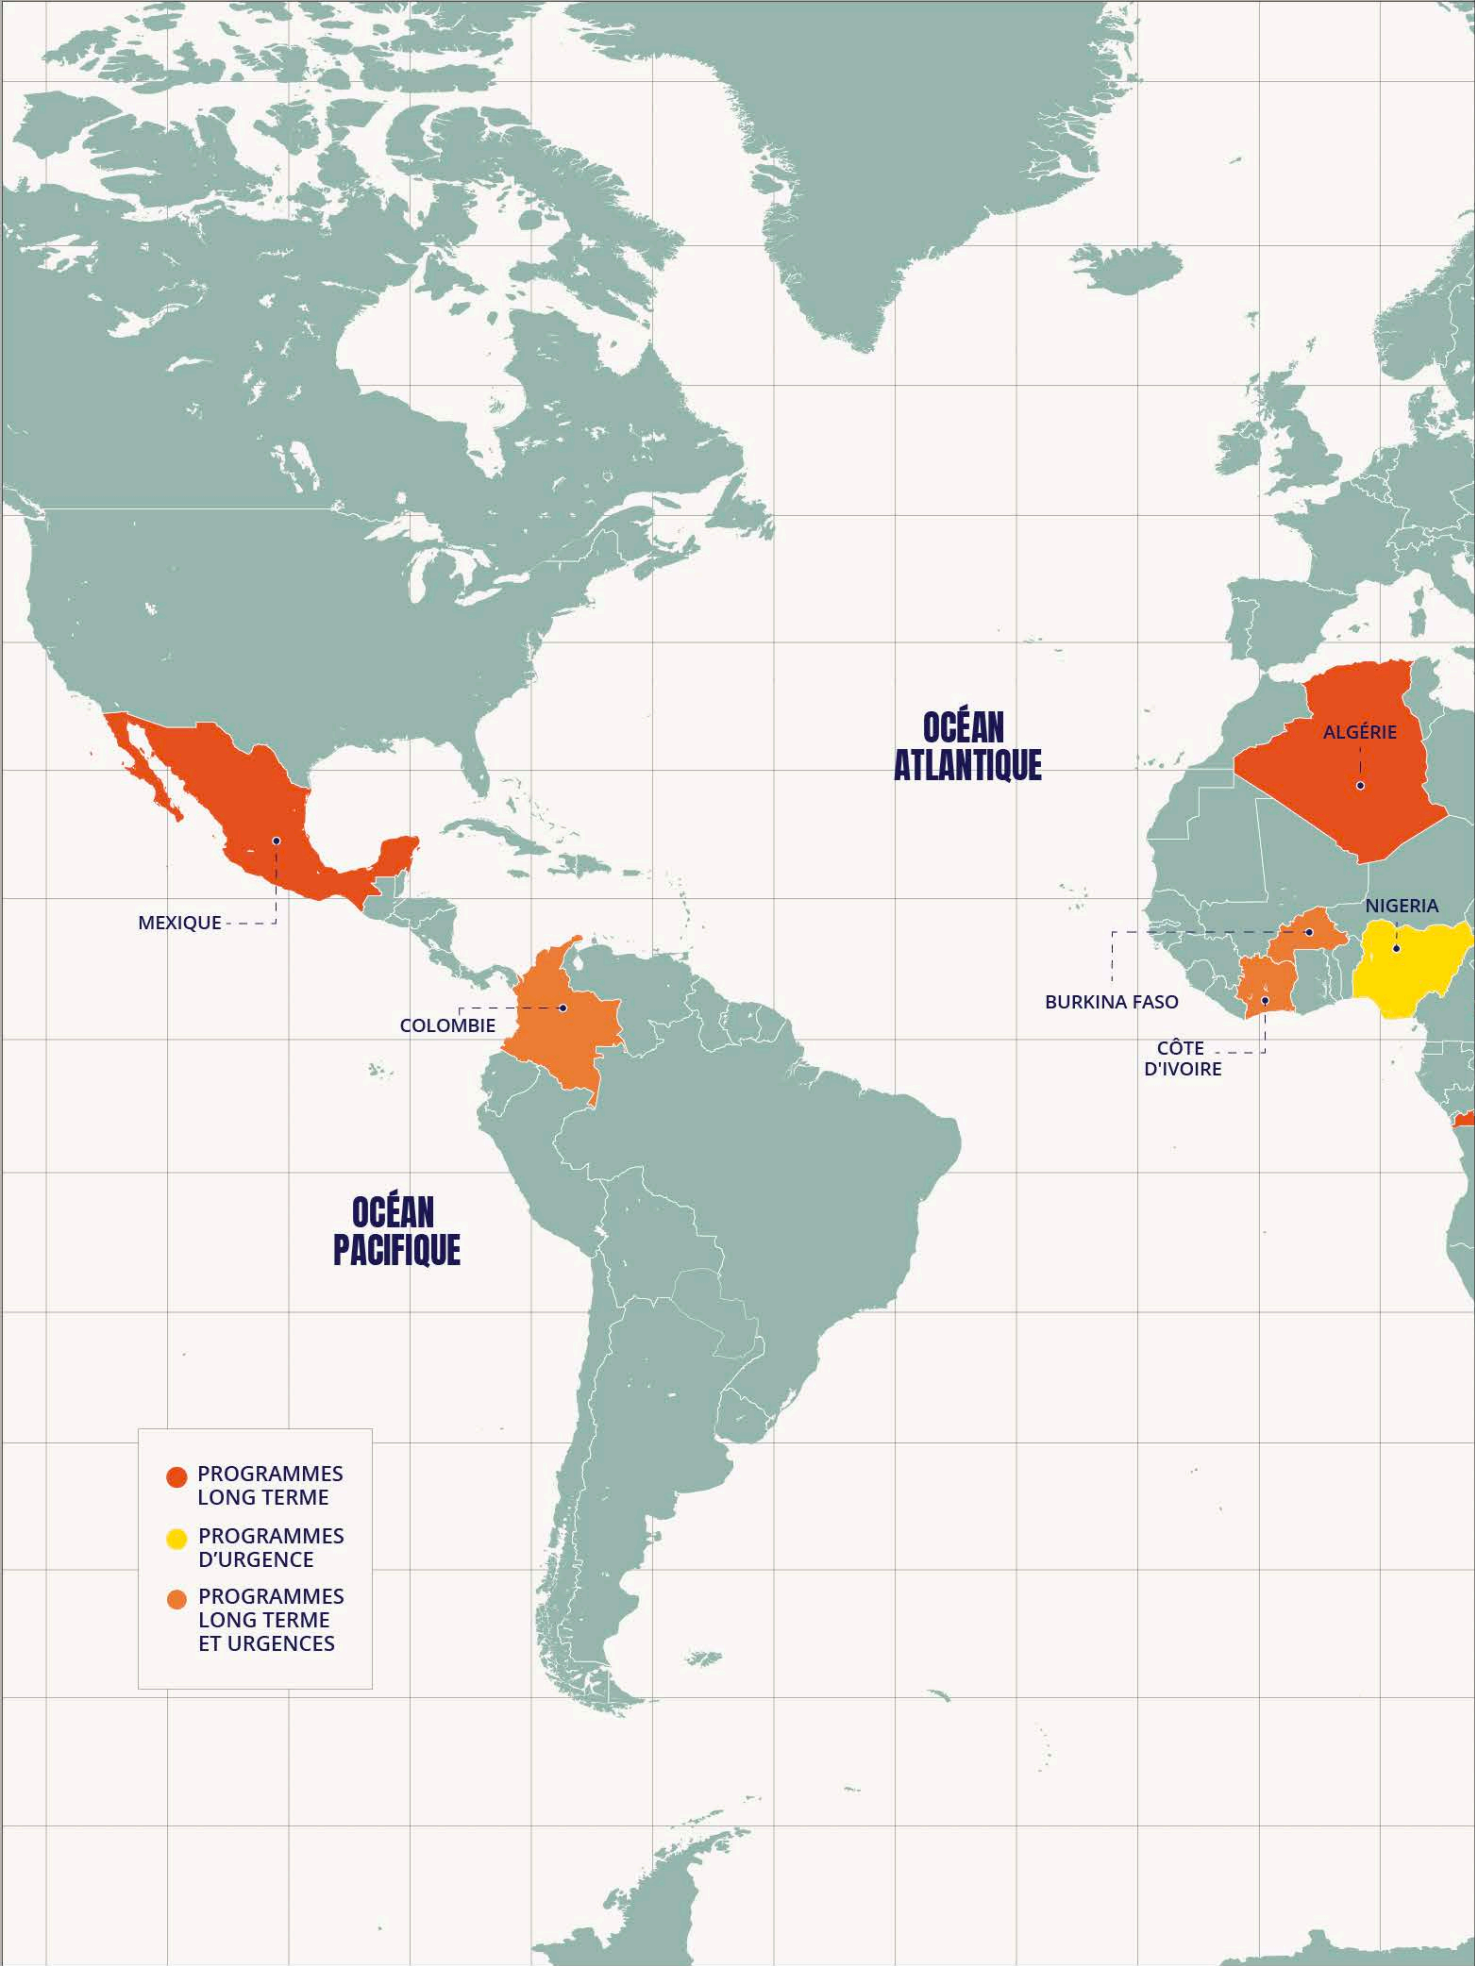 OCÉAN
ATLANTIQUE
ALGÉRIE
NIGERIA
MEXIQUE
BURKINA FASO
COLOMBIE
CÔTE
D'IVOIRE
OCÉAN
PACIFIQUE
PROGRAMMES
LONG TERME
PROGRAMMES
D’URGENCE
PROGRAMMES
LONG TERME
ET URGENCES